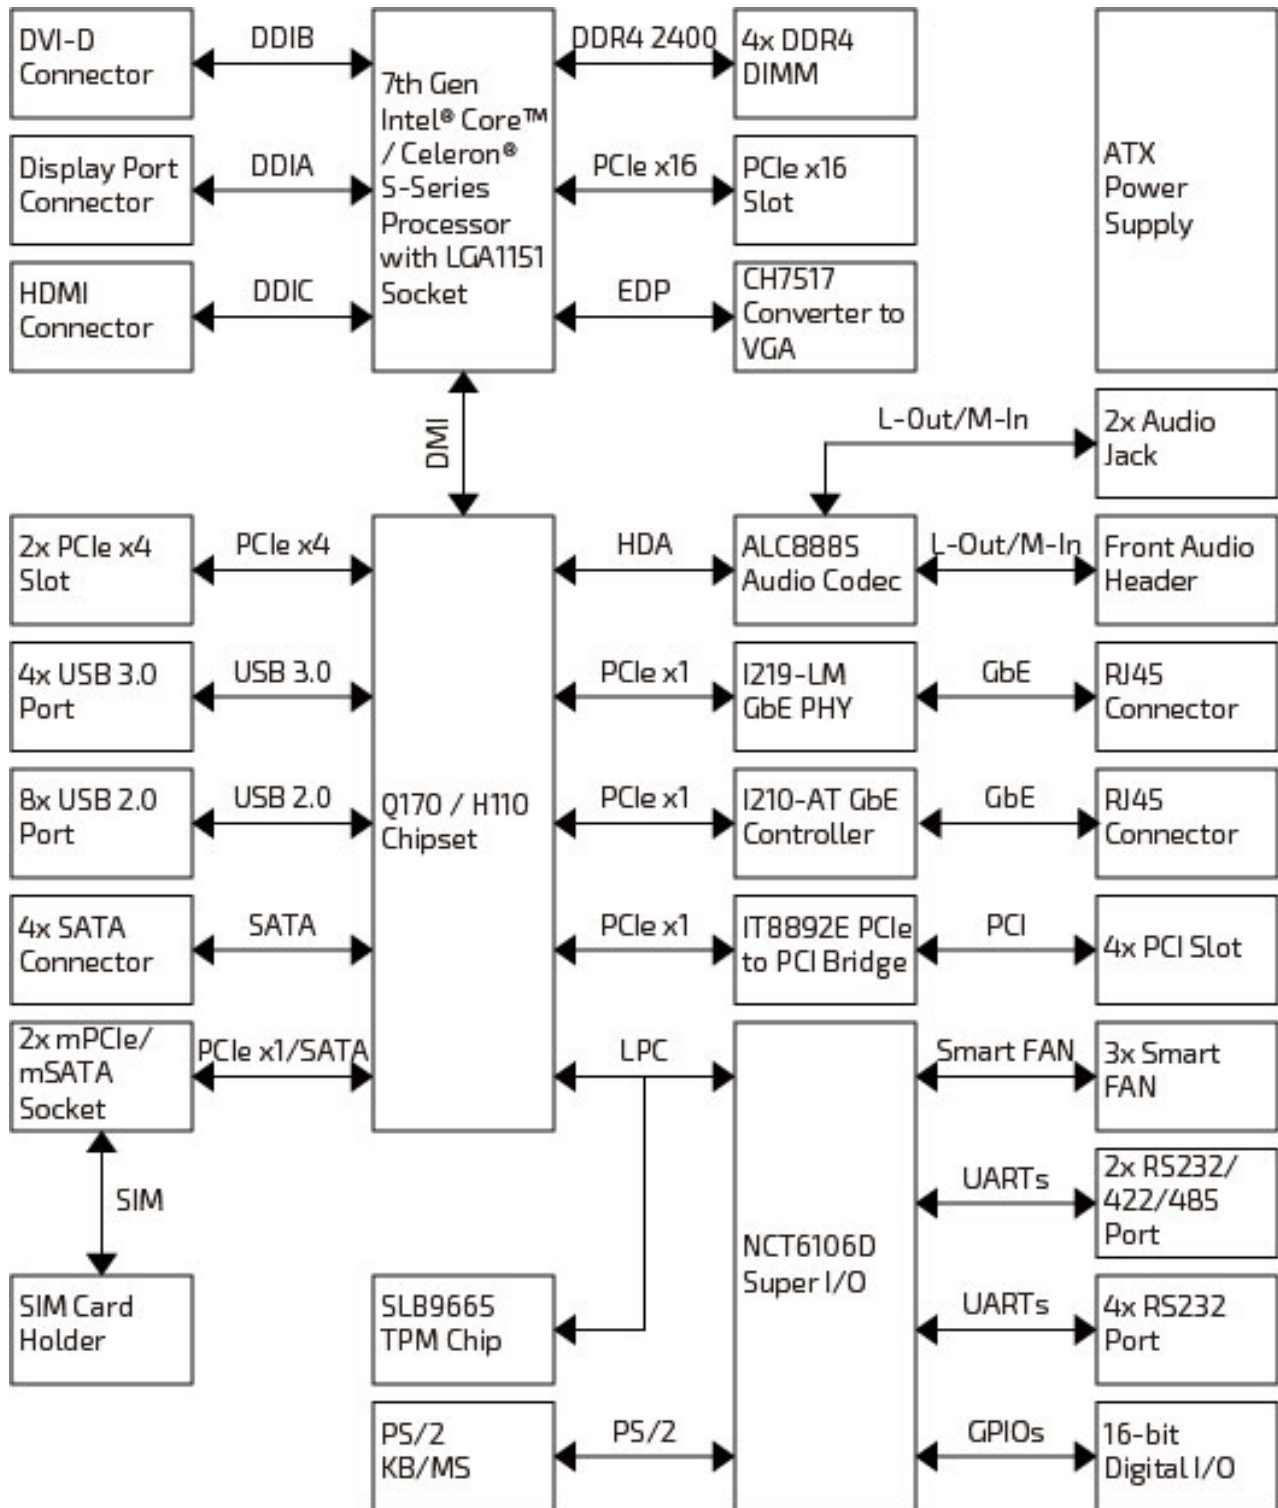 DVI-D
Connector
DDIB
7th Gen
Intel® Core™
/ Celeron®
S-Series
Processor
with LGA1151
Socket
DDR4 2400
4x DDR4
DIMM
ATX
Power
Supply
Display Port
Connector
DDIA
PCIe x16
PCIe x16
Slot
HDMI
Connector
DDIC
EDP
CH7517
Converter to
VGA
DMI
L-Out/M-In
2x Audio
Jack
2x PCIe x4
Slot
PCIe x4
HDA
ALC888S
Audio Codec
L-Out/M-In
Front Audio
Header
4x USB 3.0
Port
USB 3.0
PCIe x1
I219-LM
GbE PHY
GbE
RJ45
Connector
8x USB 2.0
Port
USB 2.0
Q170 / H110
Chipset
PCIe x1
I210-AT GbE
Controller
GbE
RJ45
Connector
4x SATA
Connector
SATA
PCIe x1
IT8892E PCIe
to PCI Bridge
PCI
4x PCI Slot
2x mPCIe/
mSATA
Socket
PCIe x1/SATA
LPC
Smart FAN
3x Smart
FAN
SIM
NCT6106D
Super I/O
UARTs
2x RS232/
422/485
Port
SIM Card
Holder
SLB9665
TPM Chip
UARTs
4x RS232
Port
PS/2
KB/MS
PS/2
GPIOs
16-bit
Digital I/O